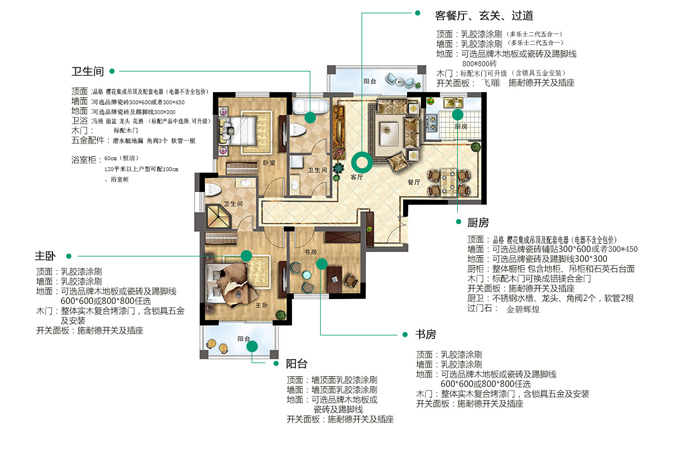 客餐厅、玄关、过道
顶面：乳胶漆涂刷（多乐士二代五合一）
墙面：乳胶漆涂刷（多乐士二代五合一）
地面：可选品牌木地板或瓷砖及踢脚线
800*800砖
木门：标配木门可升级（含锁具五金安装）
开关面板：飞雕 施耐德开关及插座
卫生间
顶面：品格 樱花集成吊顶及配套电器（电器不含全包价）
墙面：可选品牌瓷砖300*600或者300*450
地面：可选品牌瓷砖及踢脚线300*300
卫浴：马桶 面盆 龙头 花洒（标配产品中选择,可升级）
木门：标配木门
五金配件：潜水艇地漏 角阀3个 软管一根
浴室柜：60cm（恒洁）
120平米以上户型可配100cm
、浴室柜
阳台
厨房
卧室
卫生间
客厅
餐厅
卫生间
书房
主卧
阳台
厨房
顶面：品格 樱花集成吊顶及配套电器（电器不含全包价）
墙面：可选品牌瓷砖铺贴300*600或者300*450
地面：可选品牌瓷砖及踢脚线300*300
厨柜：整体橱柜 包含地柜、吊柜和石英石台面
木门：标配木门可换成铝镁合金门
开关面板：施耐德开关及插座
厨卫：不锈钢水槽、龙头、角阀2个，软管2根
过门石：金碧辉煌
主卧
顶面：乳胶漆涂刷
墙面：乳胶漆涂刷
地面：可选品牌木地板或瓷砖及踢脚线
600*600或800*800任选
木门：整体实木复合烤漆门，含锁具五金
及安装
开关面板：施耐德开关及插座
阳台
顶面：墙顶面乳胶漆涂刷
墙面：墙顶面乳胶漆涂刷
地面：可选品牌木地板或
瓷砖及踢脚线
开关面板：施耐德开关及插座
书房
顶面：乳胶漆涂刷
墙面：乳胶漆涂刷
地面：可选品牌木地板或瓷砖及踢脚线
600*600或800*800任选
木门：整体实木复合烤漆门，含锁具五金及安装
开关面板：施耐德开关及插座